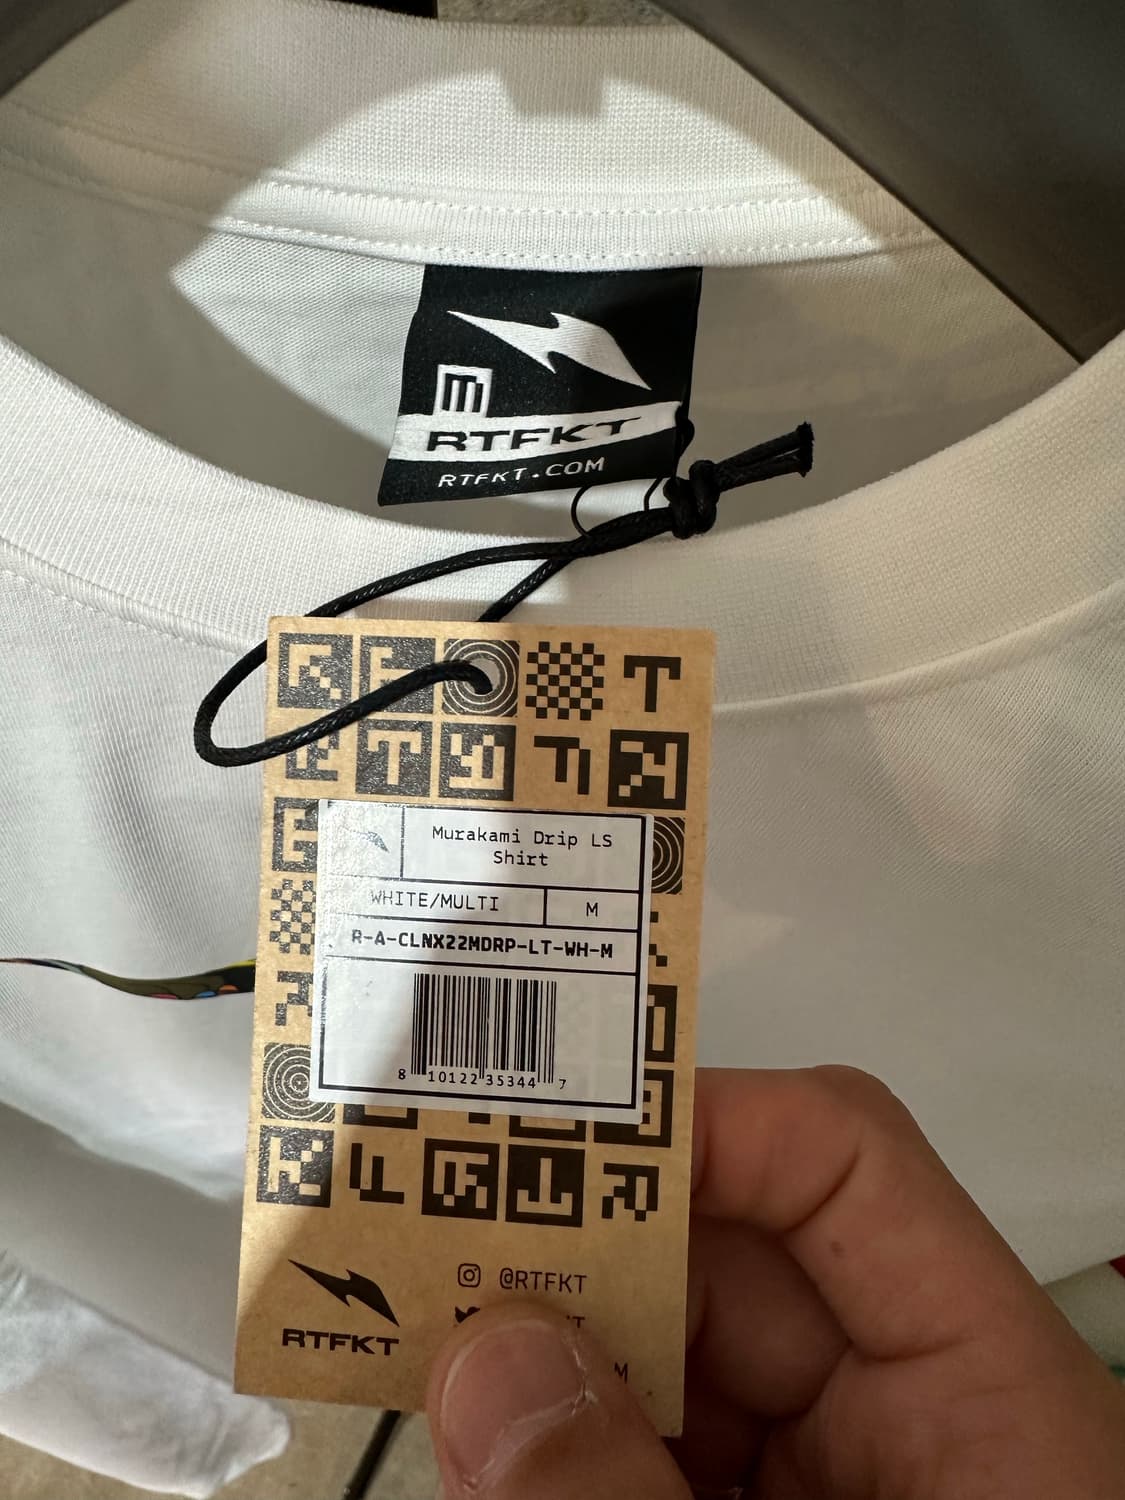 M
RTFKT
RTFKT.COM
R F T
R T K
Murakami Drip LS
Shirt
WHITE/MULTI M
R-A-CLNX22MDRP-LT-WH-M
8 10122 35344 7
K F R T R
@RTFKT
RTFKT